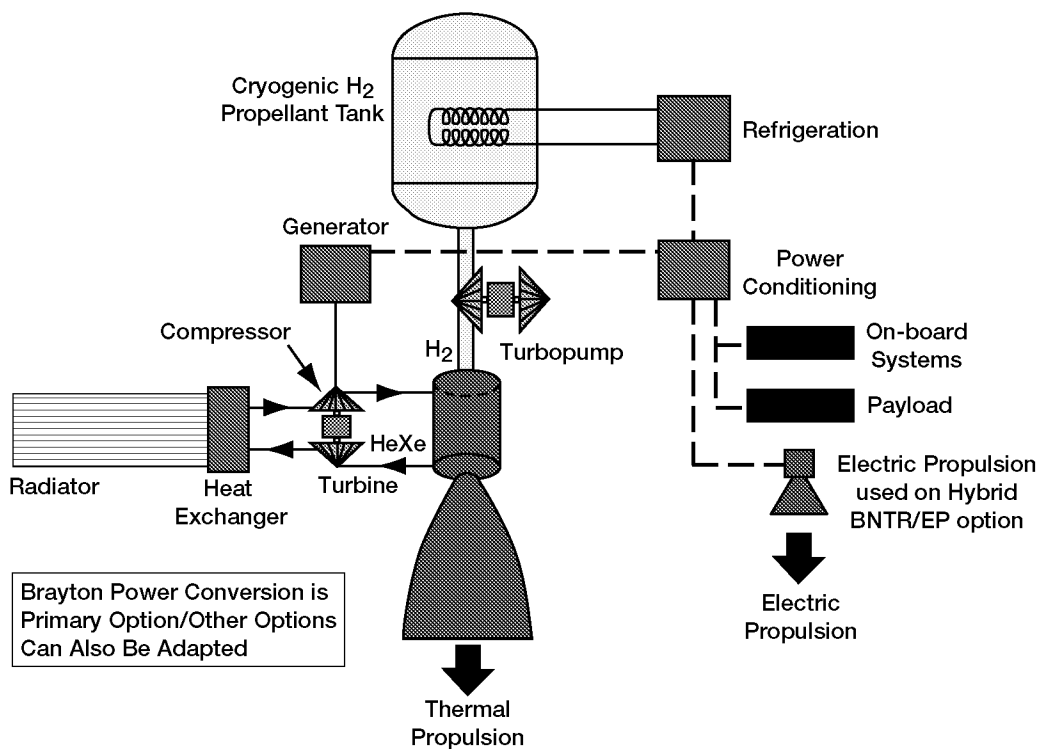 Cryogenic H2
Propellant Tank
Refrigeration
Generator
Power
Conditioning
Compressor
H2
Turbopump
On-board
Systems
Payload
HeXe
Radiator
Heat
Exchanger
Turbine
Electric Propulsion
used on Hybrid
BNTR/EP option
Brayton Power Conversion is
Primary Option/Other Options
Can Also Be Adapted
Electric
Propulsion
Thermal
Propulsion